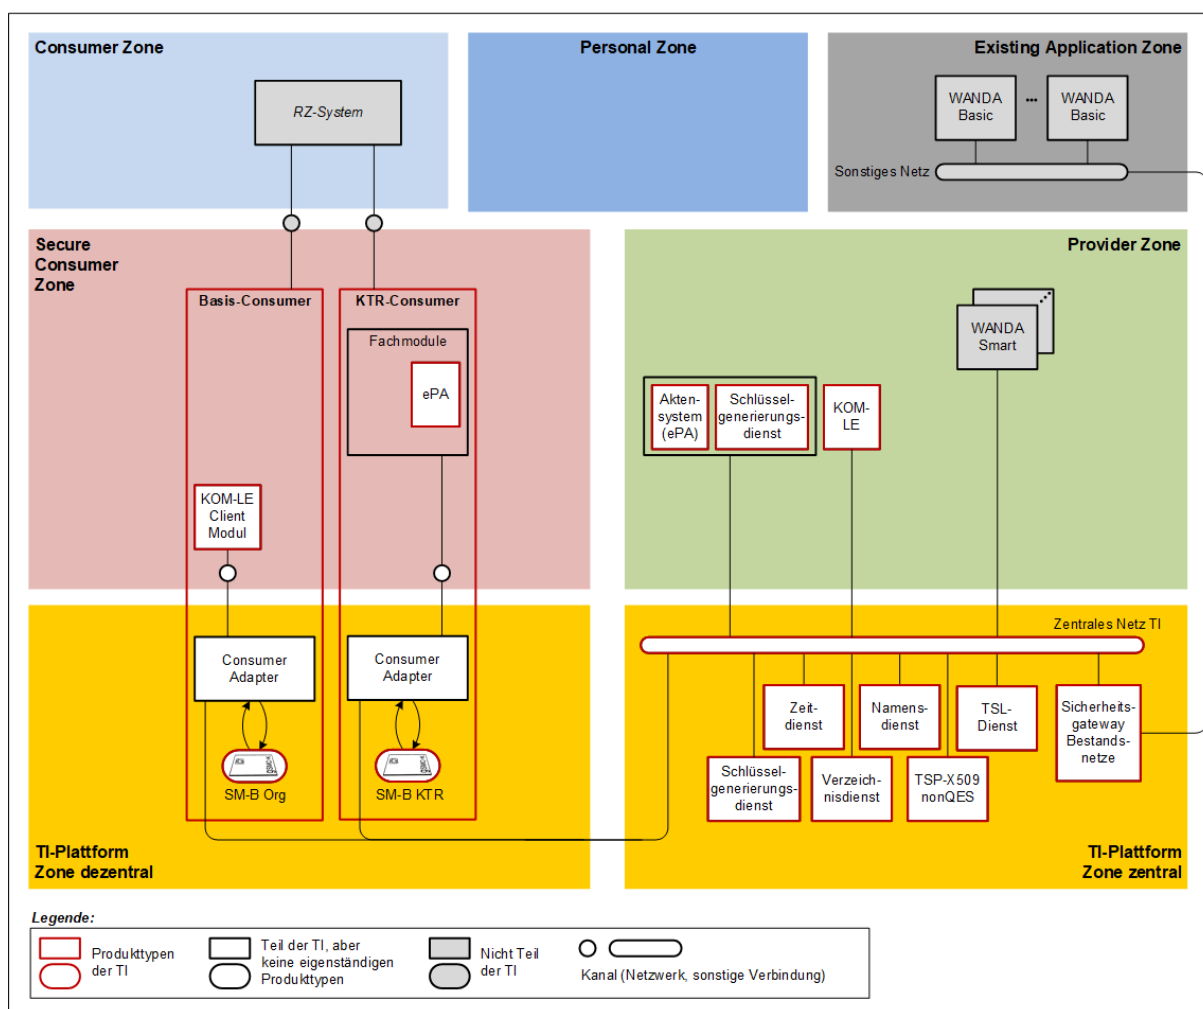 Consumer Zone
Personal Zone
Existing Application Zone
RZ-System
WANDA
Basic
...
WANDA
Basic
Sonstiges Netz
Secure
Consumer
Zone
Provider Zone
Basis-Consumer
KTR-Consumer
Fachmodule
ePA
WANDA
Smart
Akten-
system
(ePA)
Schlüssel-
generierungs-
dienst
KOM-
LE
KOM-LE
Client
Modul
Zentrales Netz TI
Consumer
Adapter
Consumer
Adapter
Zeit-
dienst
Namens-
dienst
TSL-
Dienst
Sicherheits-
gateway
Bestands-
netze
SM-B Org
SM-B KTR
Schlüssel-
generierungs-
dienst
Verzeich-
nisdienst
TSP-X509
nonQES
TI-Plattform
Zone dezentral
TI-Plattform
Zone zentral
Legende:
Produkttypen
der TI
Teil der TI, aber
keine eigenständigen
Produkttypen
Nicht Teil
der TI
Kanal (Netzwerk, sonstige Verbindung)